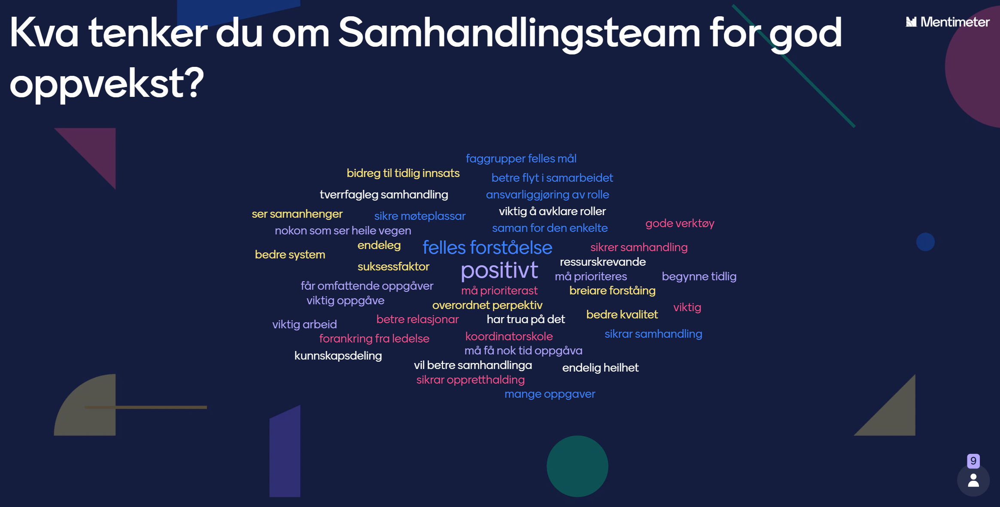 Kva tenker du om Samhandlingsteam for god
oppvekst?
Mentimeter
faggrupper felles mål
bidreg til tidlig innsats
betre flyt i samarbeidet
tverrfagleg samhandling
ansvarliggjøring av rolle
ser samanhenger
sikre møteplassar
viktig å avklare roller
gode verktøy
nokon som ser heile vegen
saman for den enkelte
endeleg
felles forståelse
sikrer samhandling
bedre system
suksessfaktor
positivt
ressurskrevande
må prioriteres
begynne tidlig
får omfattende oppgåver
må prioriterast
breiare forståing
viktig oppgåve
overordnet perpektiv
viktig
viktig arbeid
betre relasjonar
har trua på det
bedre kvalitet
forankring fra ledelse
koordinatorskole
sikrar samhandling
kunnskapsdeling
må få nok tid oppgåva
vil betre samhandlinga
endelig heilhet
sikrar oppretthalding
mange oppgaver
9